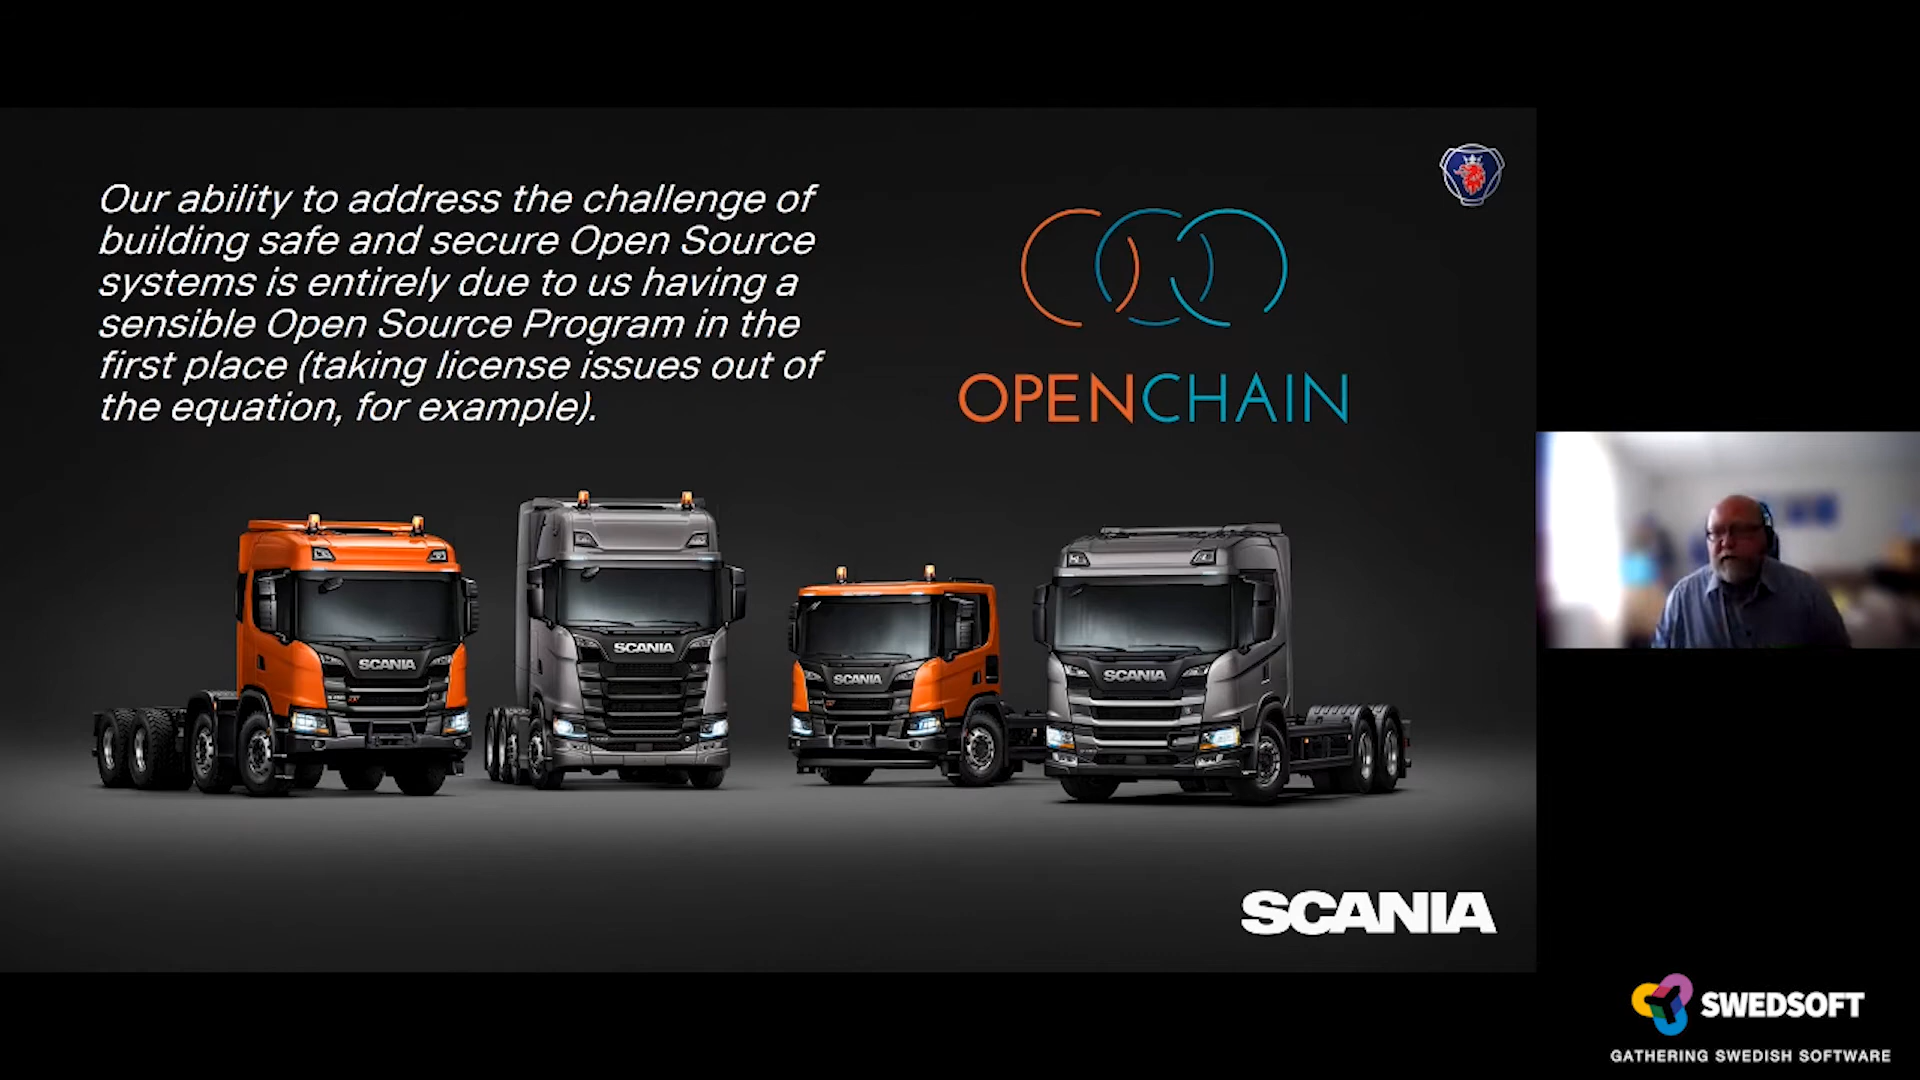 Our ability to address the challenge of
building safe and secure Open Source
systems is entirely due to us having a
sensible Open Source Program in the
first place (taking license issues out of
the equation, for example).
OPENCHAIN
SCANIA
SCANIA
SCANIA
SCANIA
SCANIA
SWEDSOFT
GATHERING SWEDISH SOFTWARE